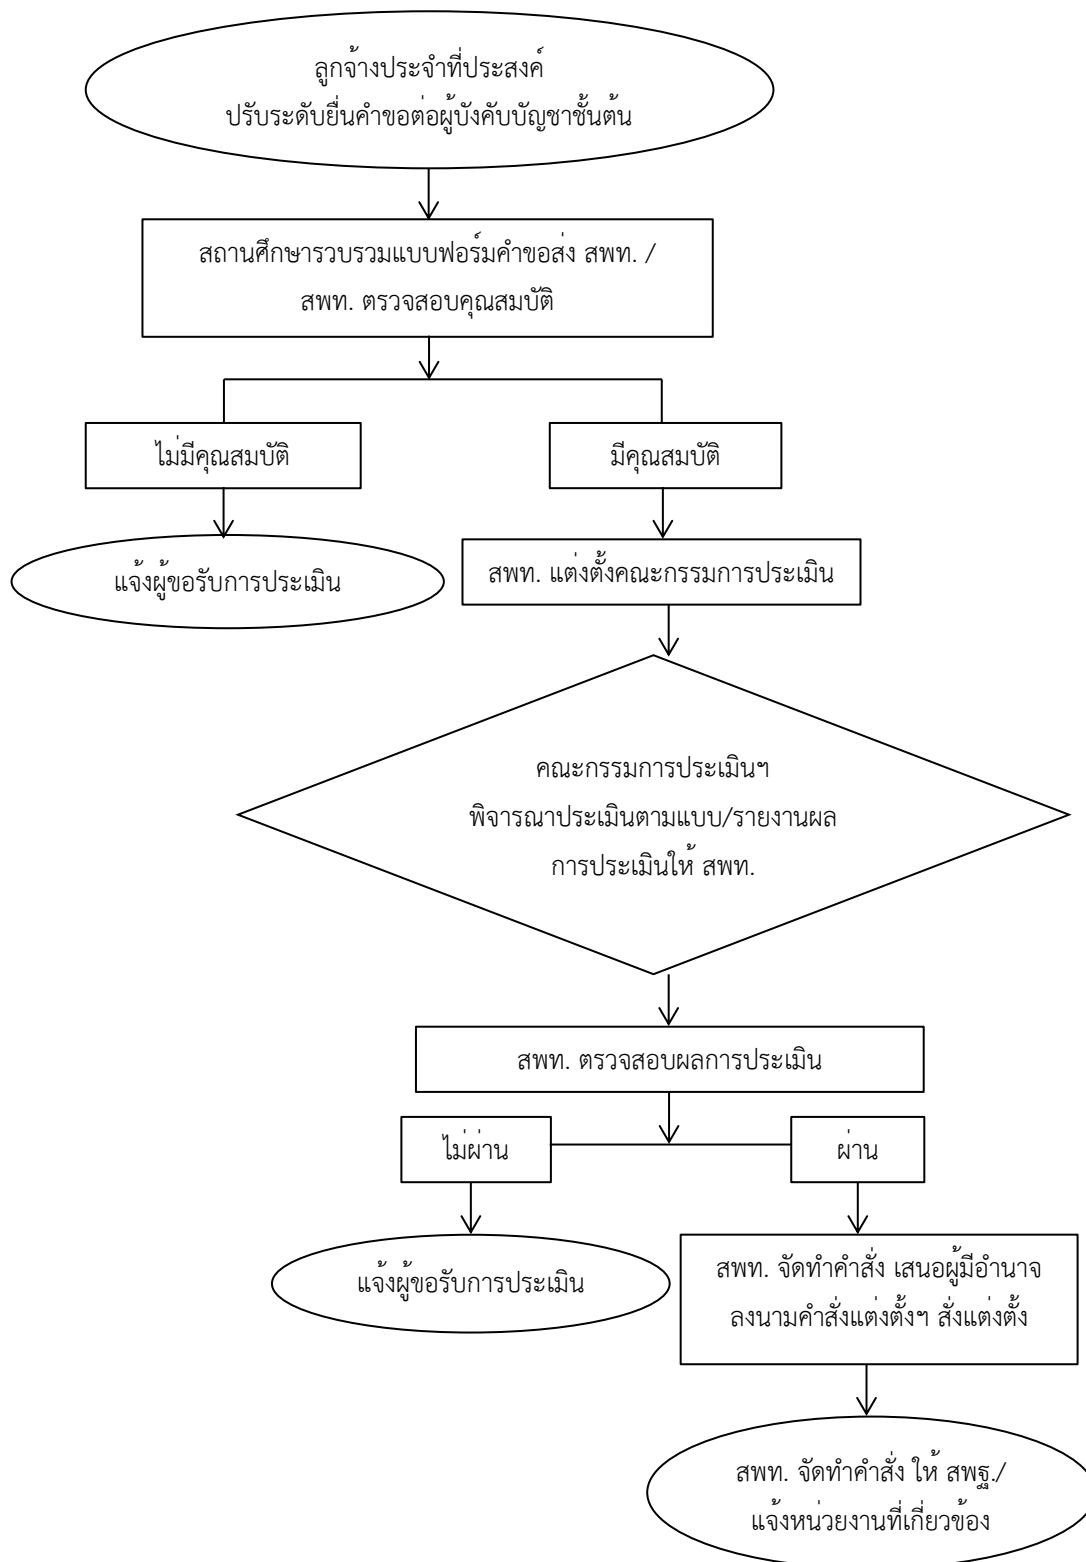 ลูกจ้างประจำที่ประสงค์
ปรับระดับยื่นคำขอต่อผู้บังคับบัญชาชั้นต้น
สถานศึกษารวบรวมแบบฟอร์มคำขอส่ง สพท. /
สพท. ตรวจสอบคุณสมบัติ
ไม่มีคุณสมบัติ
มีคุณสมบัติ
แจ้งผู้ขอรับการประเมิน
สพท. แต่งตั้งคณะกรรมการประเมิน
คณะกรรมการประเมินฯ
พิจารณาประเมินตามแบบ/รายงานผล
การประเมินให้ สพท.
สพท. ตรวจสอบผลการประเมิน
ไม่ผ่าน
ผ่าน
แจ้งผู้ขอรับการประเมิน
สพท. จัดทำคำสั่ง เสนอผู้มีอำนาจ
ลงนามคำสั่งแต่งตั้งฯ สั่งแต่งตั้ง
สพท. จัดทำคำสั่ง ให้ สพฐ./
แจ้งหน่วยงานที่เกี่ยวข้อง